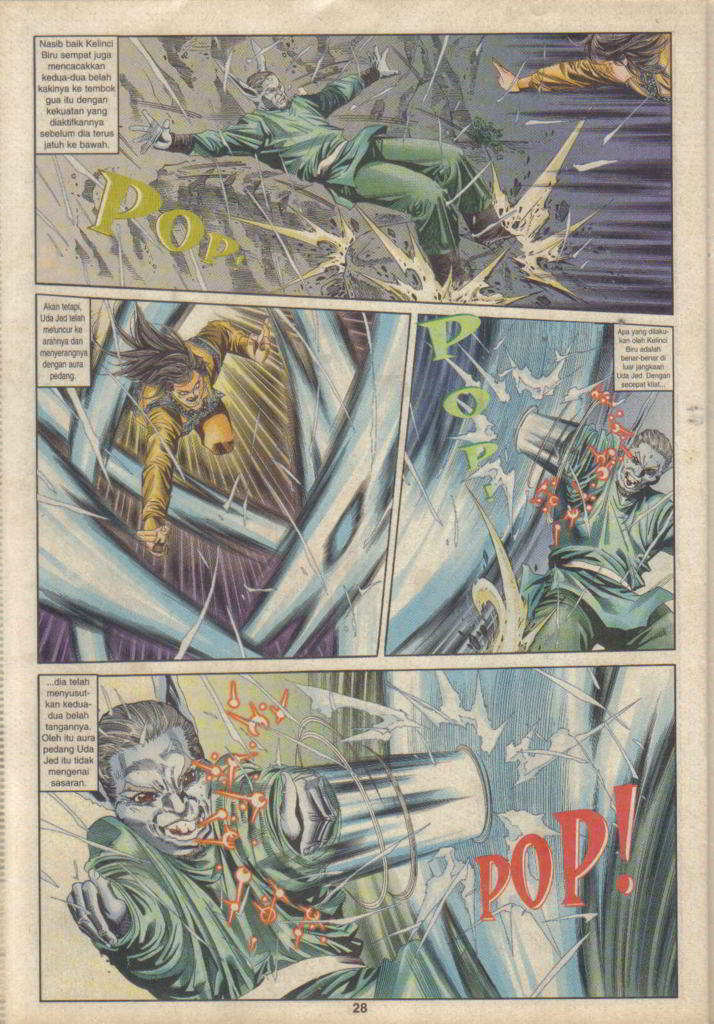 Nasib baik Kelinci
Biru sempat juga
mencacakkan
kedua-dua belah
kakinya ke tembok
gua itu dengan
kekuatan yang
diaktifkannya
sebelum dia terus
jatuh ke bawah.
POP!
Akan tetapi,
Uda Jed telah
meluncur ke
arahnya dan
menyerangnya
dengan aura
pedang.
POP!
Apa yang dilaku-
kan oleh Kelinci
Biru adalah
benar-benar di
luar jangkaan
Uda Jed. Dengan
secepat kilat...
...dia telah
menyusut-
kan kedua-
dua belah
tangannya.
Oleh itu aura
pedang Uda
Jed itu tidak
mengenai
sasaran.
POP!
28